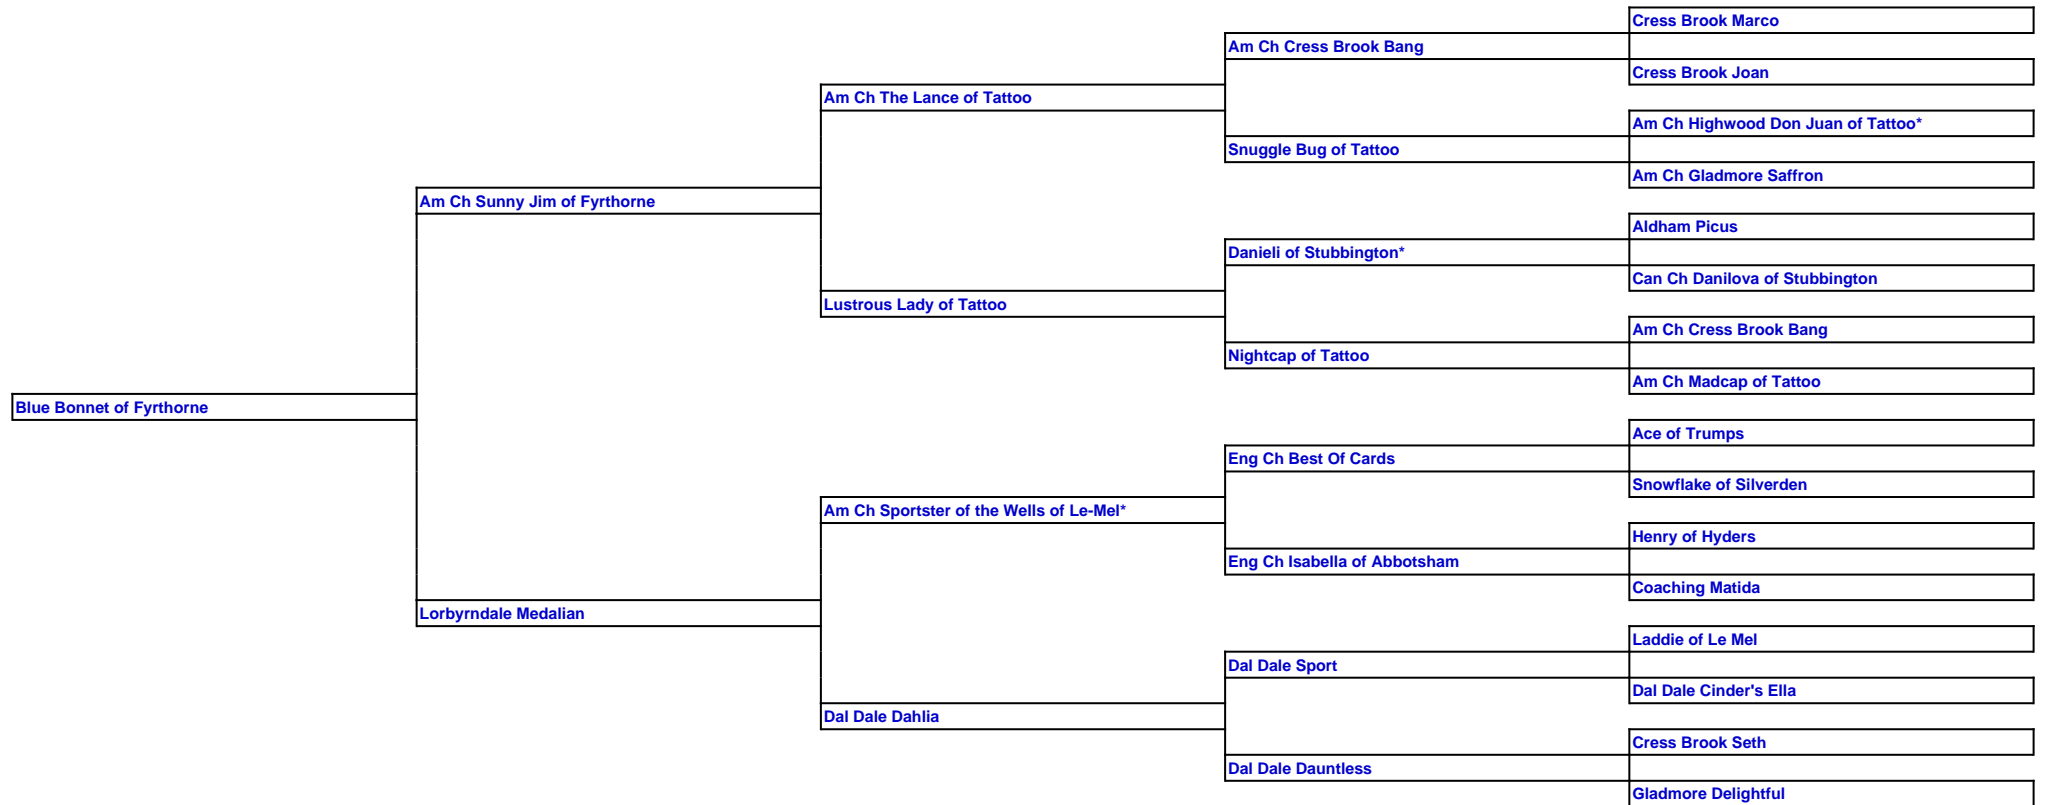 Cress Brook Marco
Am Ch Cress Brook Bang
Cress Brook Joan
Am Ch The Lance of Tattoo
Am Ch Highwood Don Juan of Tattoo*
Snuggle Bug of Tattoo
Am Ch Gladmore Saffron
Am Ch Sunny Jim of Fyrthorne
Aldham Picus
Danieli of Stubbington*
Can Ch Danilova of Stubbington
Lustrous Lady of Tattoo
Am Ch Cress Brook Bang
Nightcap of Tattoo
Am Ch Madcap of Tattoo
Blue Bonnet of Fyrthorne
Ace of Trumps
Eng Ch Best Of Cards
Snowflake of Silverden
Am Ch Sportster of the Wells of Le-Mel*
Henry of Hyders
Eng Ch Isabella of Abbotsham
Coaching Matida
Lorbyrndale Medalian
Laddie of Le Mel
Dal Dale Sport
Dal Dale Cinder's Ella
Dal Dale Dahlia
Cress Brook Seth
Dal Dale Dauntless
Gladmore Delightful